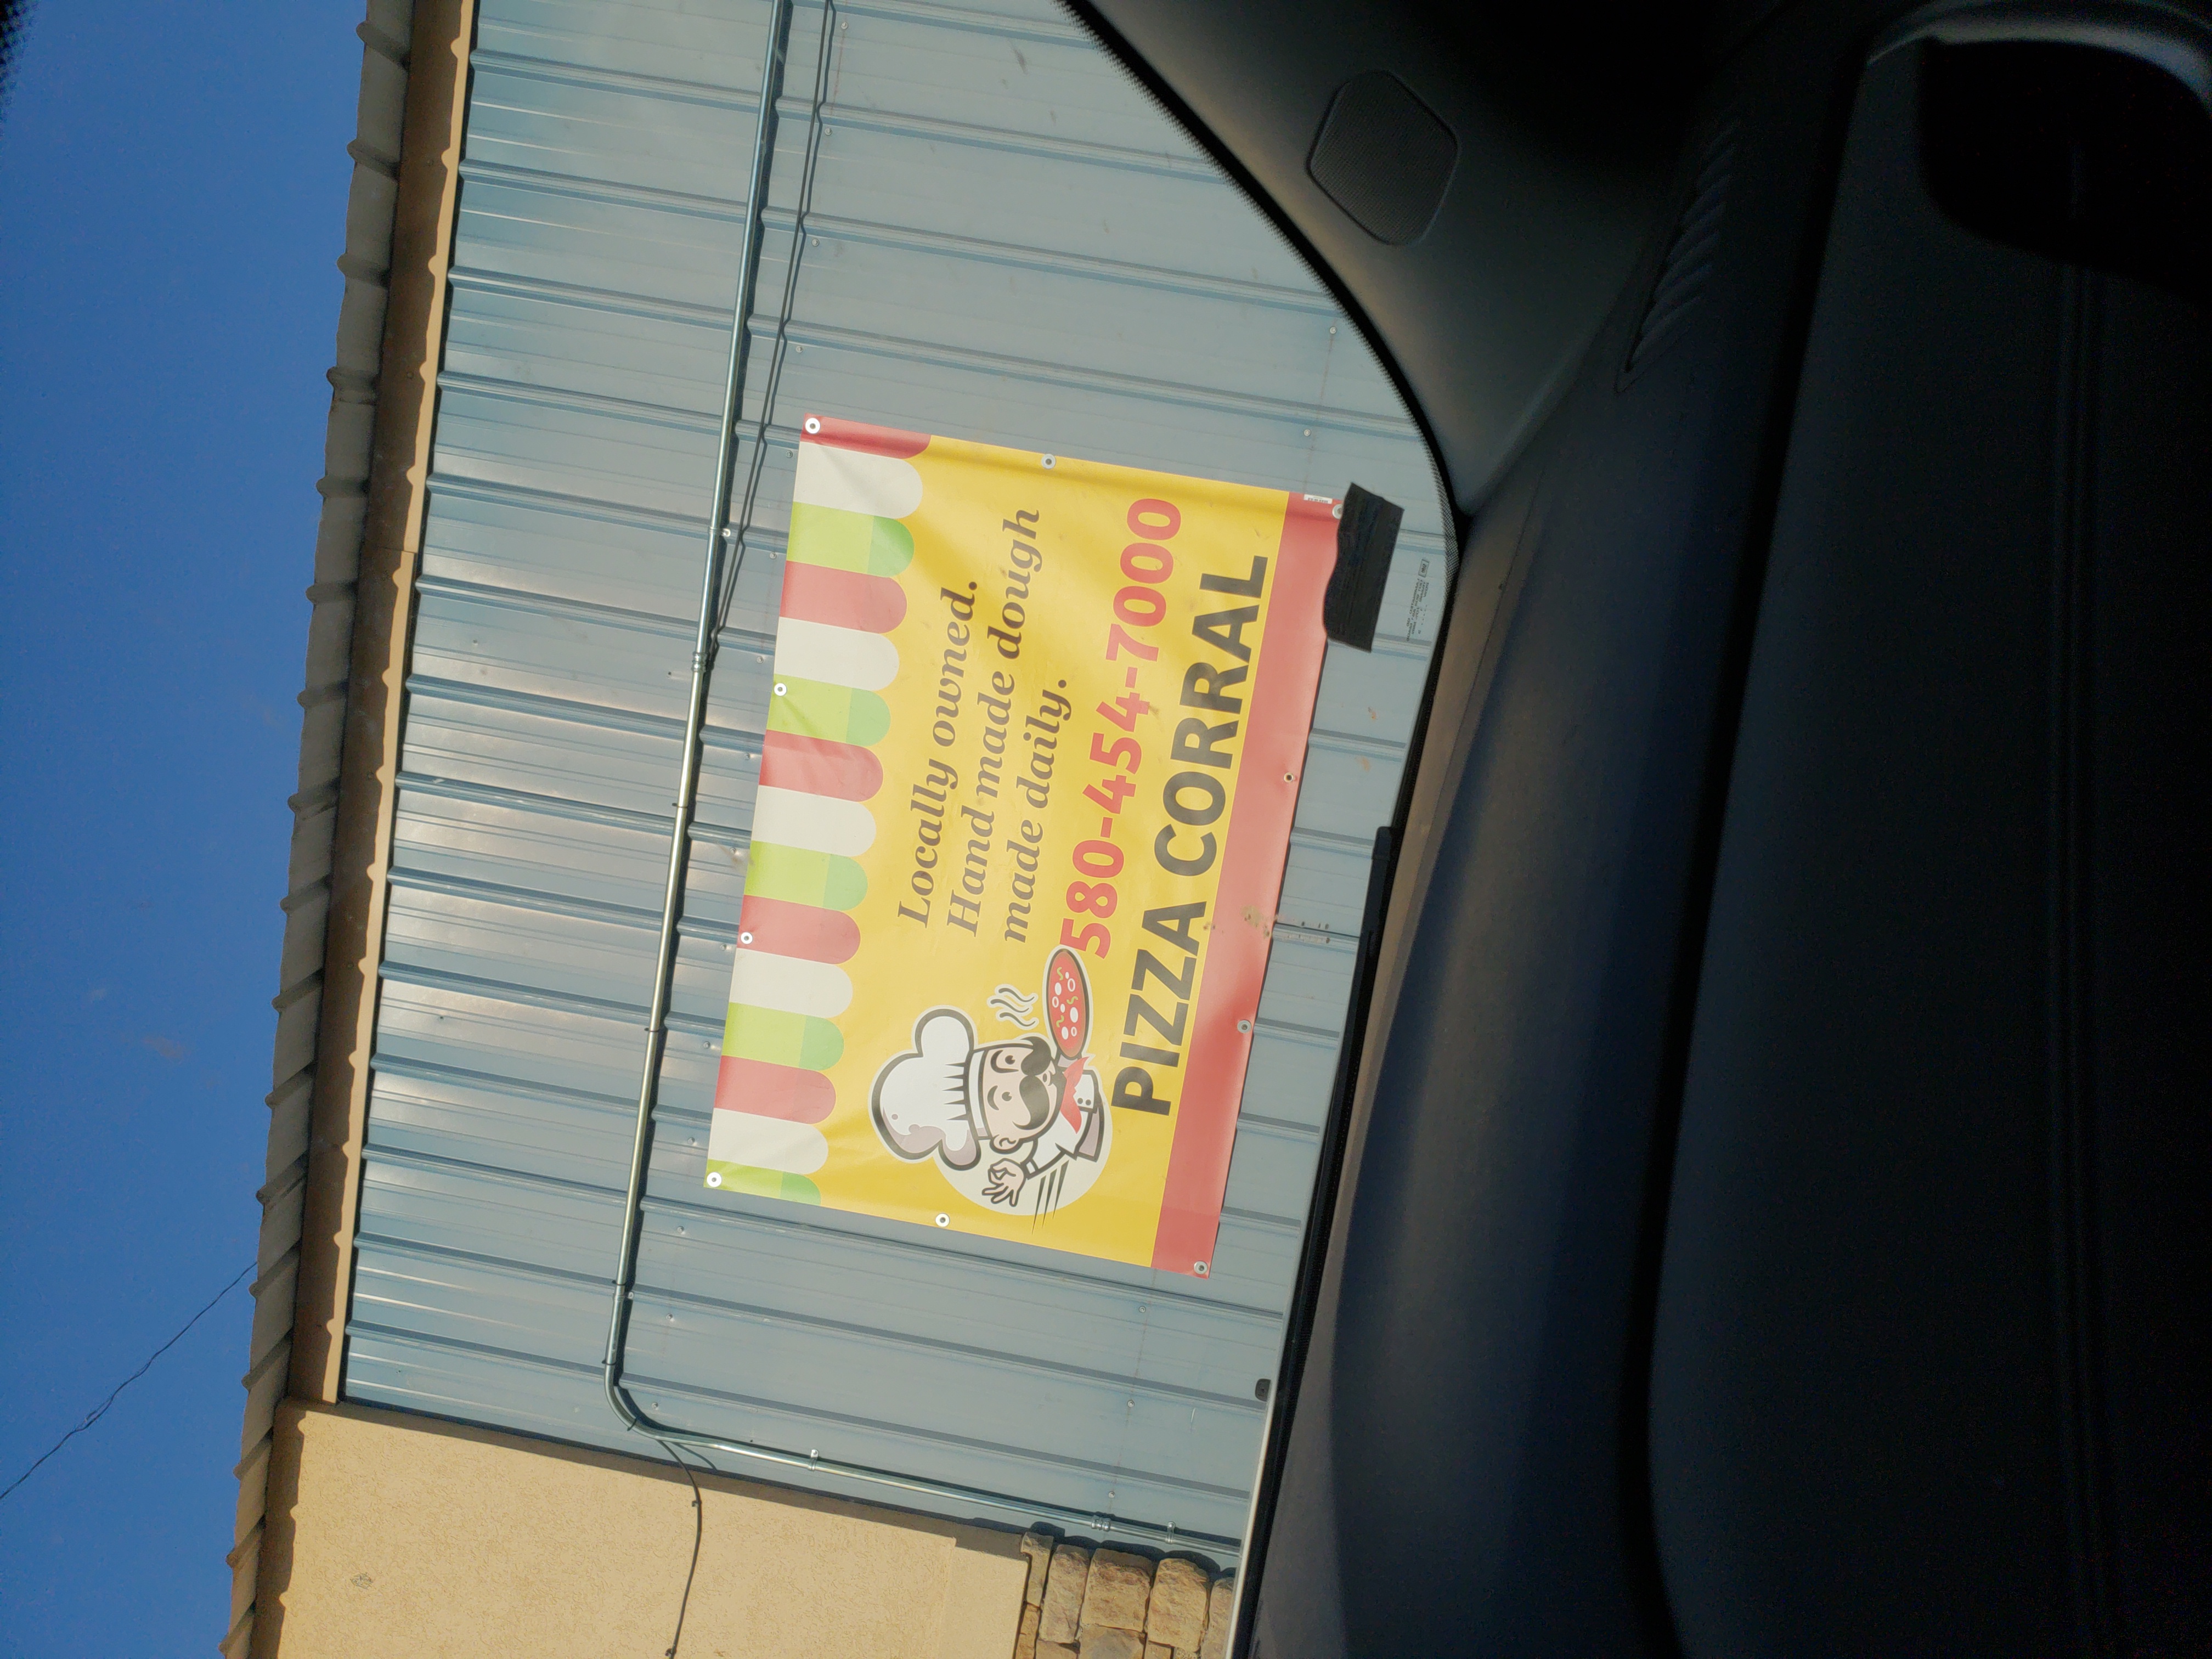 Locally owned.
Hand made dough
made daily.
580-454-7000
PIZZA CORRAL